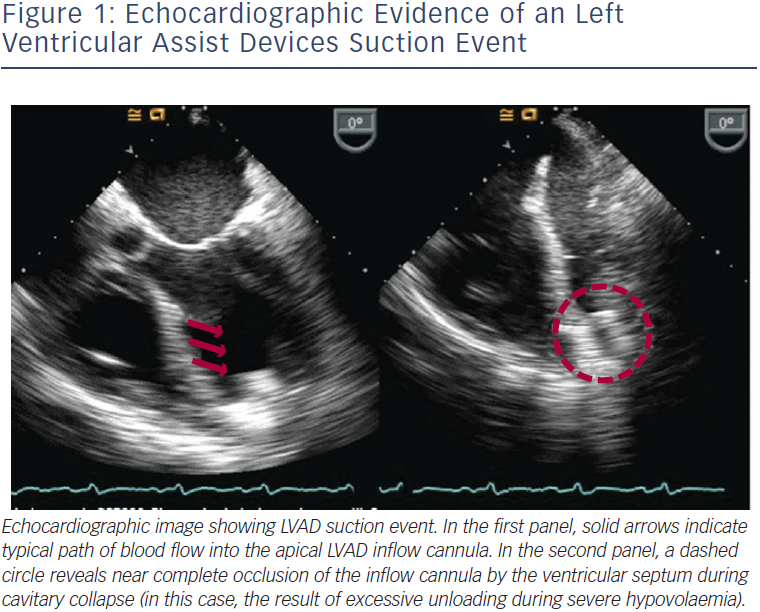 Figure 1: Echocardiographic Evidence of an Left
Ventricular Assist Devices Suction Event
0°
0°
Echocardiographic image showing LVAD suction event. In the first panel, solid arrows indicate
typical path of blood flow into the apical LVAD inflow cannula. In the second panel, a dashed
circle reveals near complete occlusion of the inflow cannula by the ventricular septum during
cavitary collapse (in this case, the result of excessive unloading during severe hypovolaemia).